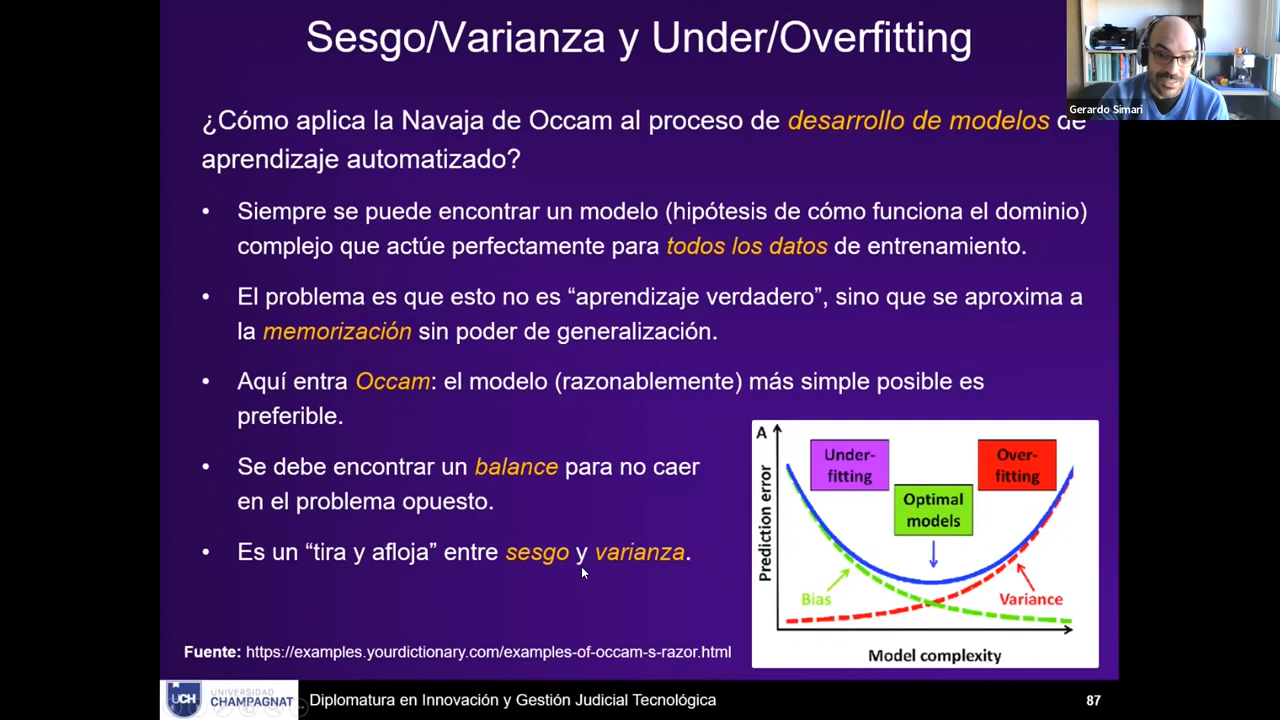 Sesgo/Varianza y Under/Overfitting
Gerardo Simari
¿Cómo aplica la Navaja de Occam al proceso de desarrollo de modelos de
aprendizaje automatizado?
• Siempre se puede encontrar un modelo (hipótesis de cómo funciona el dominio)
complejo que actúe perfectamente para todos los datos de entrenamiento.
• El problema es que esto no es “aprendizaje verdadero”, sino que se aproxima a
la memorización sin poder de generalización.
• Aquí entra Occam: el modelo (razonablemente) más simple posible es
preferible.
• Se debe encontrar un balance para no caer
en el problema opuesto.
• Es un “tira y afloja” entre sesgo y varianza.
A
Prediction error
Under-
fitting
Over-
fitting
Optimal
models
Bias
Variance
Model complexity
Fuente: https://examples.yourdictionary.com/examples-of-occam-s-razor.html
UCH
UNIVERSIDAD
CHAMPAGNAT
Diplomatura en Innovación y Gestión Judicial Tecnológica
87